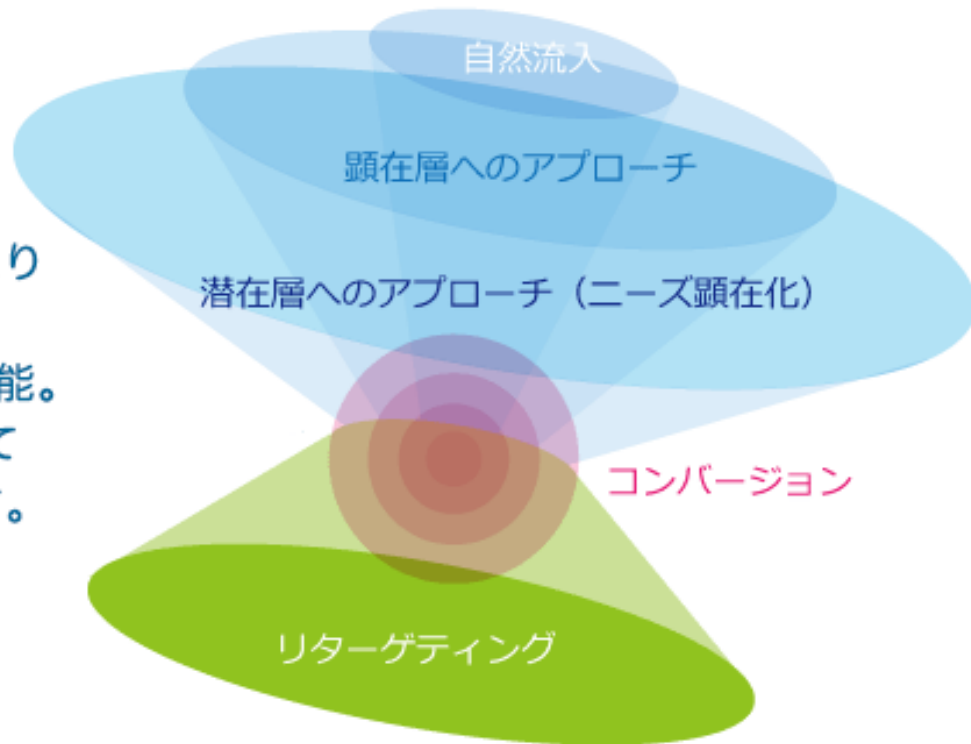 自然流入
顕在層へのアプローチ
り
潜在層へのアプローチ（ニーズ顕在化）
能。
て
。
コンバージョン
リターゲティング